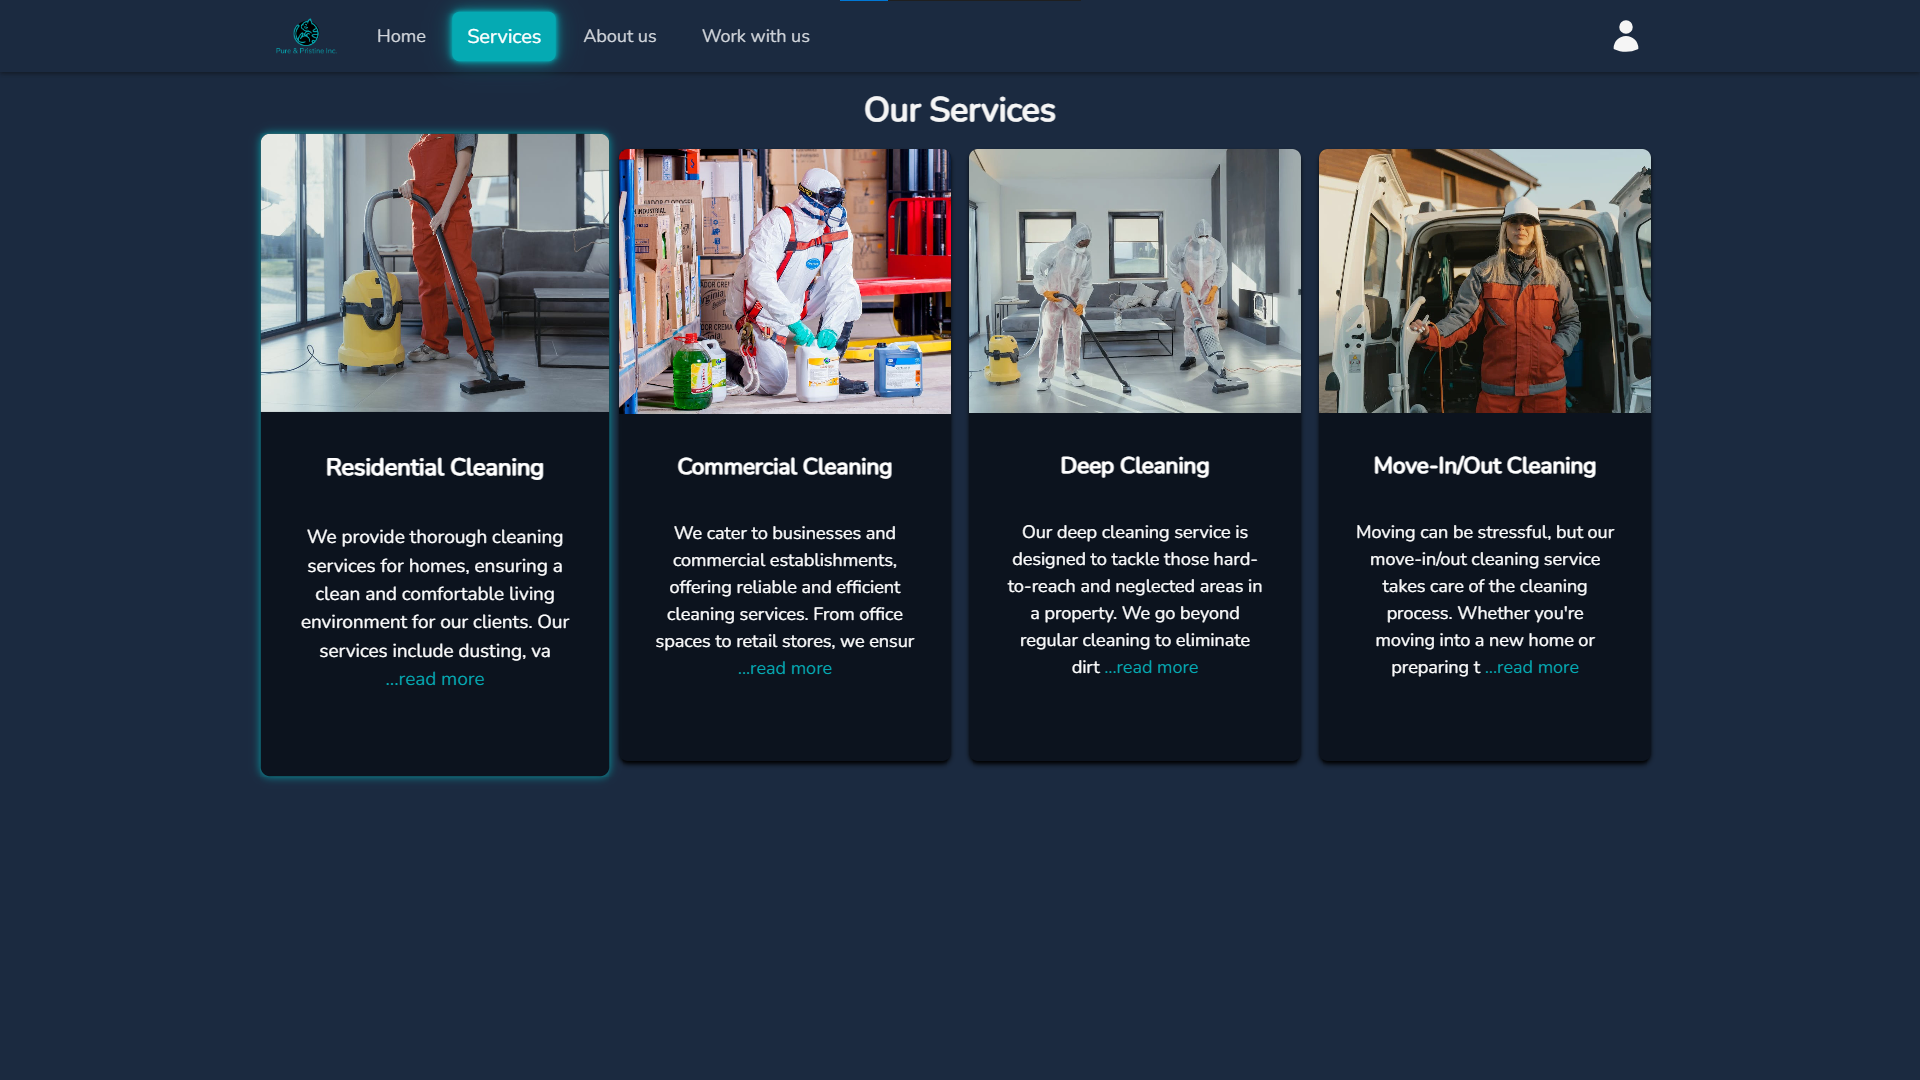 Pure & Pristine Inc.
Home
Services
About us
Work with us
Our Services
Residential Cleaning
We provide thorough cleaning
services for homes, ensuring a
clean and comfortable living
environment for our clients. Our
services include dusting, va
...read more
Commercial Cleaning
We cater to businesses and
commercial establishments,
offering reliable and efficient
cleaning services. From office
spaces to retail stores, we ensur
...read more
Deep Cleaning
Our deep cleaning service is
designed to tackle those hard-
to-reach and neglected areas in
a property. We go beyond
regular cleaning to eliminate
dirt ...read more
Move-In/Out Cleaning
Moving can be stressful, but our
move-in/out cleaning service
takes care of the cleaning
process. Whether you're
moving into a new home or
preparing t ...read more